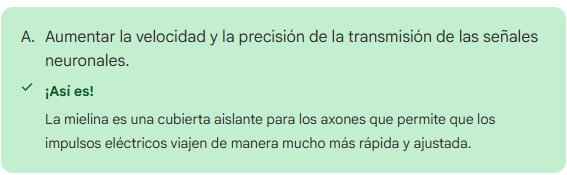 A. Aumentar la velocidad y la precisión de la transmisión de las señales
neuronales.
¡Así es!
La mielina es una cubierta aislante para los axones que permite que los
impulsos eléctricos viajen de manera mucho más rápida y ajustada.